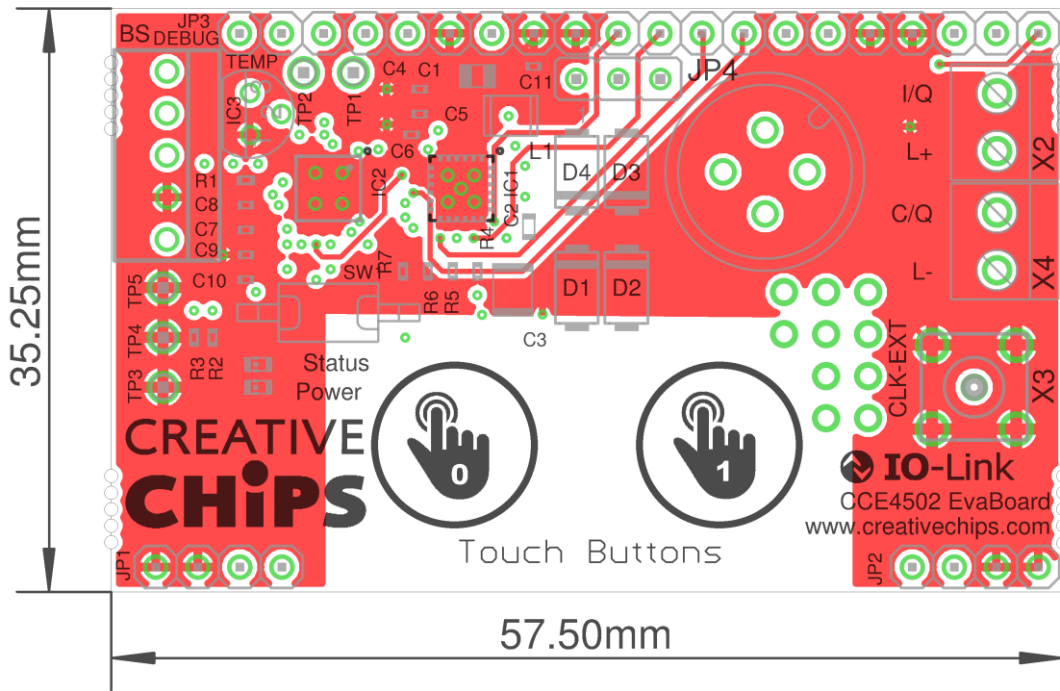 BS
JP3
DEBUG
TEMP
IC3
TP2
TP1
C4
C1
C5
C6
C11
JP4
I/Q
L+
X2
C/Q
L-
X4
R1
C8
C7
C9
C10
IC2
IC1
C2
R4
L1
D4
D3
D1
D2
SW1
R7
R6
R5
C3
TP5
TP4
TP3
R3
R2
Status
Power
CLK-EXT
X3
CREATIVE
CHiPS
0
1
Touch Buttons
IO-Link
CCE4502 EvaBoard
www.creativechips.com
JP1
JP2
35.25mm
57.50mm